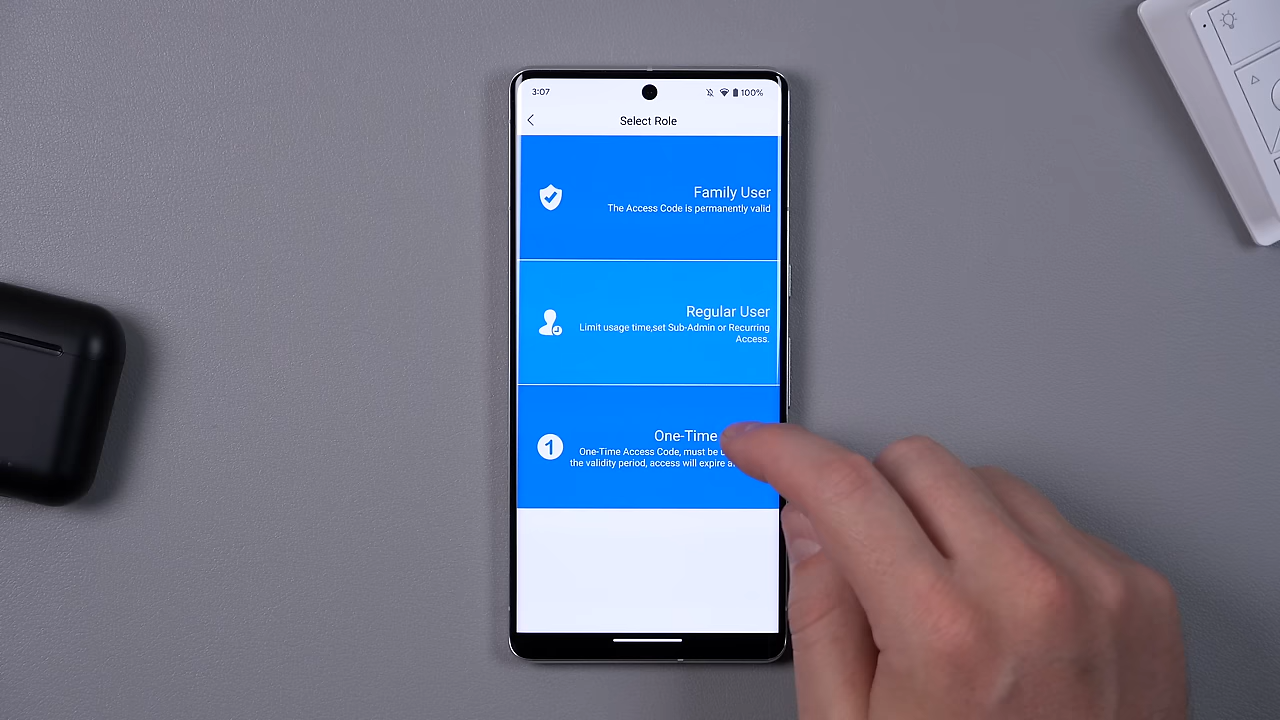 3:07
100%
Select Role
Family User
The Access Code is permanently valid
Regular User
Limit usage time,set Sub-Admin or Recurring
Access.
1
One-Time
One-Time Access Code, must be
the validity period, access will expire